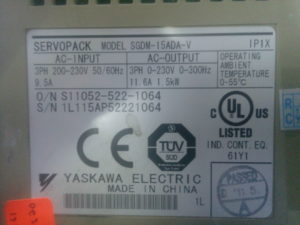 SERVOPACK MODEL SGDM-15ADA-V IP1X
AC-INPUT AC-OUTPUT OPERATING
3PH 200-230V 50/60Hz 3PH 0-230V 0-300Hz AMBIENT
9.5A 11.6A 1.5kW TEMPERATURE
0-55°C
O/N S11052-522-1064
S/N 1L115AP52221064
C UL US
LISTED
IND. CONT. EQ.
61Y1
CE
TÜV
YASKAWA ELECTRIC
MADE IN CHINA
1L
PASSED
A